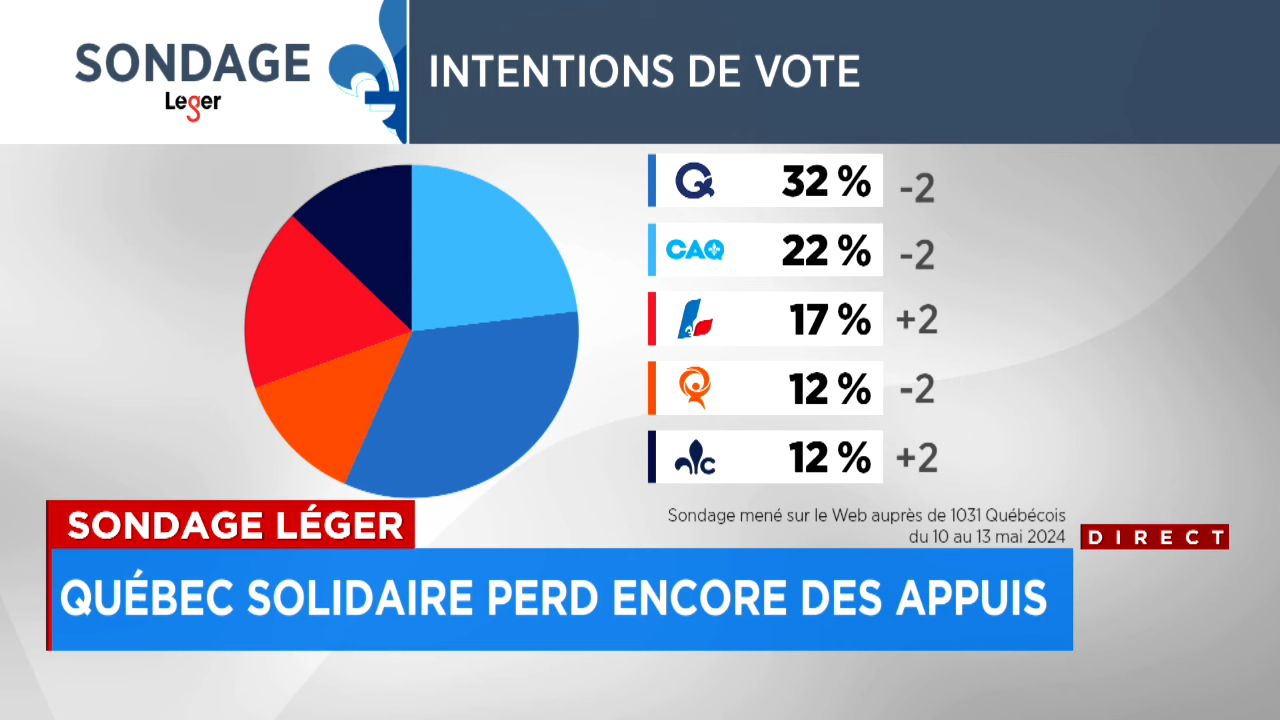 SONDAGE
Leger
INTENTIONS DE VOTE
32 % -2
CAQ 22 % -2
17 % +2
12 % -2
C 12 % +2
Sondage mené sur le Web auprès de 1031 Québécois
du 10 au 13 mai 2024
DIRECT
SONDAGE LÉGER
QUÉBEC SOLIDAIRE PERD ENCORE DES APPUIS